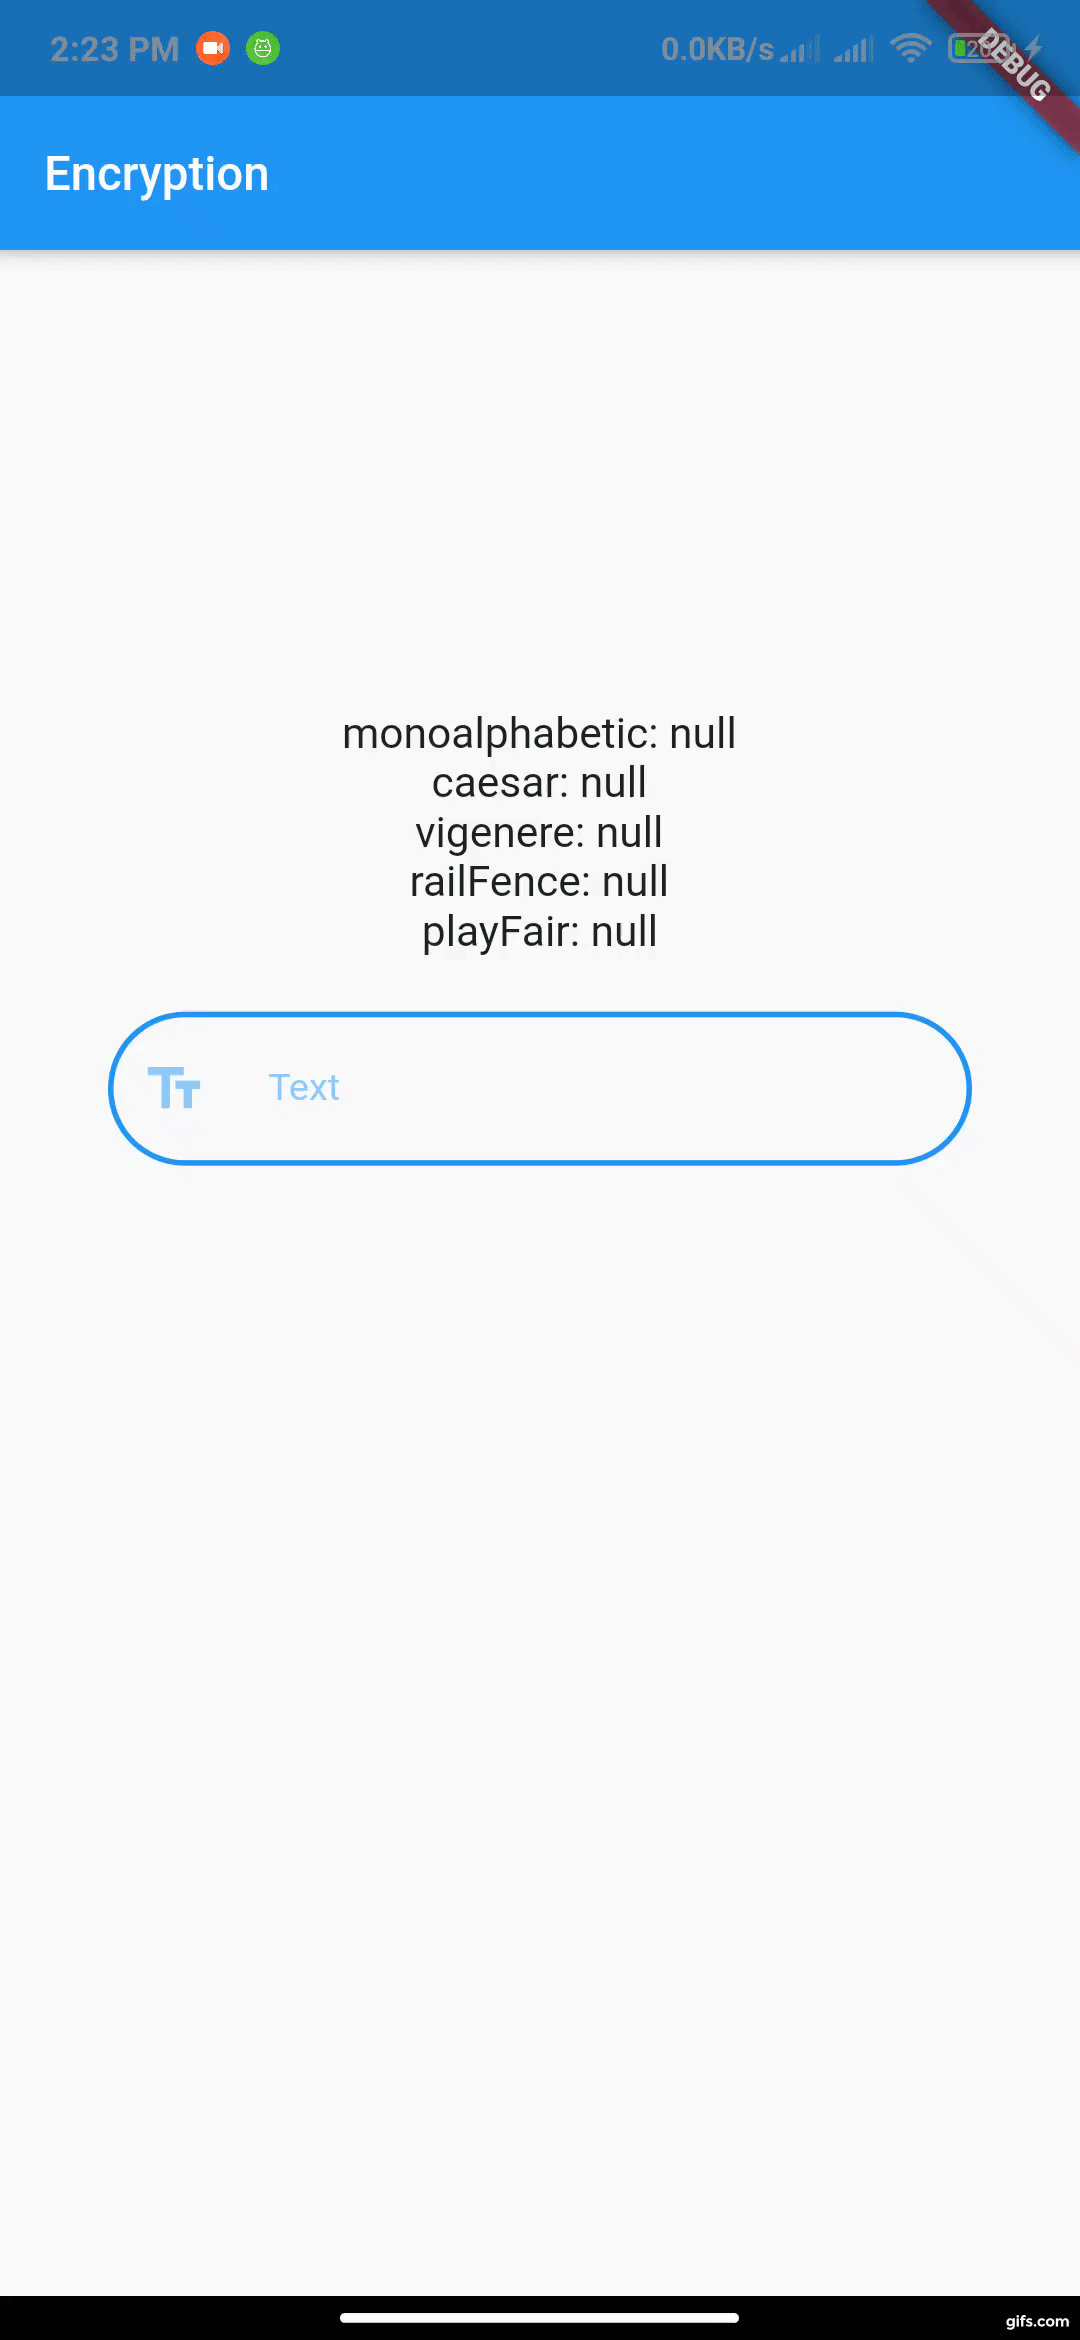 2:23 PM 0.0KB/s 20
DEBUG
Encryption
monoalphabetic: null
caesar: null
vigenere: null
railFence: null
playFair: null
Text
gifs.com